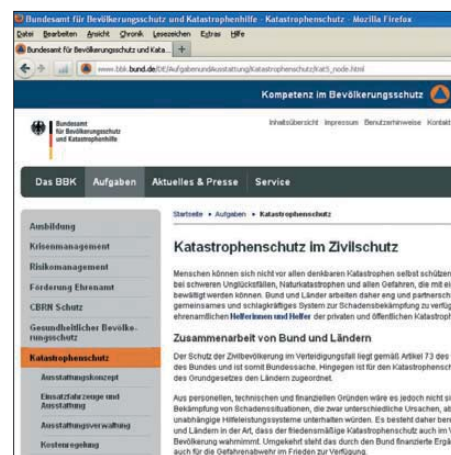 Bundesamt für Bevölkerungsschutz und Katastrophenhilfe - Katastrophenschutz - Mozilla Firefox
Datei Bearbeiten Ansicht Chronik Lesezeichen Extras Hilfe
Bundesamt für Bevölkerungsschutz und Kata... +
www.bbk.bund.de/DE/AufgabenundAusstattung/Katastrophenschutz/KatS_node.html
Kompetenz im Bevölkerungsschutz
Bundesamt
für Bevölkerungsschutz
und Katastrophenhilfe
Inhaltsübersicht Impressum Benutzerhinweise Kontakt
Das BBK Aufgaben Aktuelles & Presse Service
Startseite Aufgaben Katastrophenschutz
Ausbildung
Krisenmanagement
Risikomanagement
Förderung Ehrenamt
CBRN Schutz
Gesundheitlicher Bevölke-
rungsschutz
Katastrophenschutz
Ausstattungskonzept
Einsatzfahrzeuge und
Ausstattung
Ausstattungsverwaltung
Kostenregelung
Katastrophenschutz im Zivilschutz
Menschen können sich nicht vor allen denkbaren Katastrophen selbst schützen
bei schweren Unglücksfällen, Naturkatastrophen und allen Gefahren, die mit ei
bewältigt werden können. Bund und Länder arbeiten daher eng und partnersch
gemeinsames und schlagkräftiges System zur Schadensbekämpfung zu verfüg
ehrenamtlichen Helferinnen und Helfer der privaten und öffentlichen Katastroph
Zusammenarbeit von Bund und Ländern
Der Schutz der Zivilbevölkerung im Verteidigungsfall liegt gemäß Artikel 73 des
des Bundes und ist somit Bundessache. Hingegen ist für den Katastrophensch
des Grundgesetzes den Ländern zugeordnet.
Aus personellen, technischen und finanziellen Gründen wäre es jedoch nicht si
Bekämpfung von Schadenssituationen, die zwar unterschiedliche Ursachen, ab
unabhängige Hilfeleistungssysteme unterhalten würden. Es besteht daher ber
und Ländern in der Art, dass der friedensmäßige Katastrophenschutz auch im V
Bevölkerung wahrnimmt. Umgekehrt steht das durch den Bund finanzierte Ergä
auch für die Gefahrenabwehr im Frieden zur Verfügung.